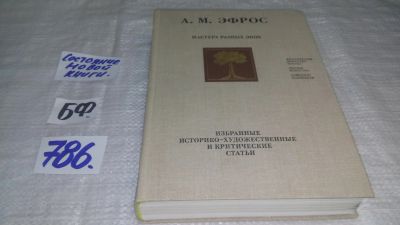 Состояние
новой
книги.
БФ
786.
А. М. ЭФРОС
МАСТЕРА РАЗНЫХ ЭПОХ
ИЗБРАННЫЕ
ИСТОРИКО-ХУДОЖЕСТВЕННЫЕ
И КРИТИЧЕСКИЕ
СТАТЬИ